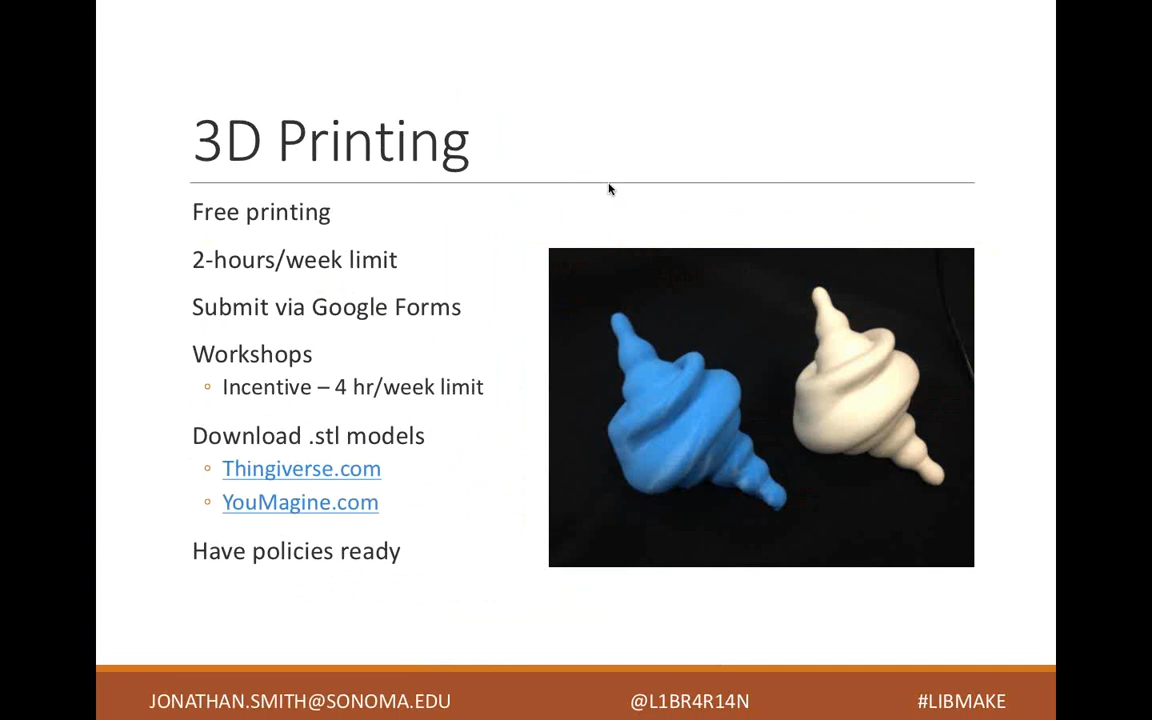 3D Printing
Free printing
2-hours/week limit
Submit via Google Forms
Workshops
◦ Incentive – 4 hr/week limit
Download .stl models
◦ Thingiverse.com
◦ YouMagine.com
Have policies ready
JONATHAN.SMITH@SONOMA.EDU @L1BR4R14N #LIBMAKE